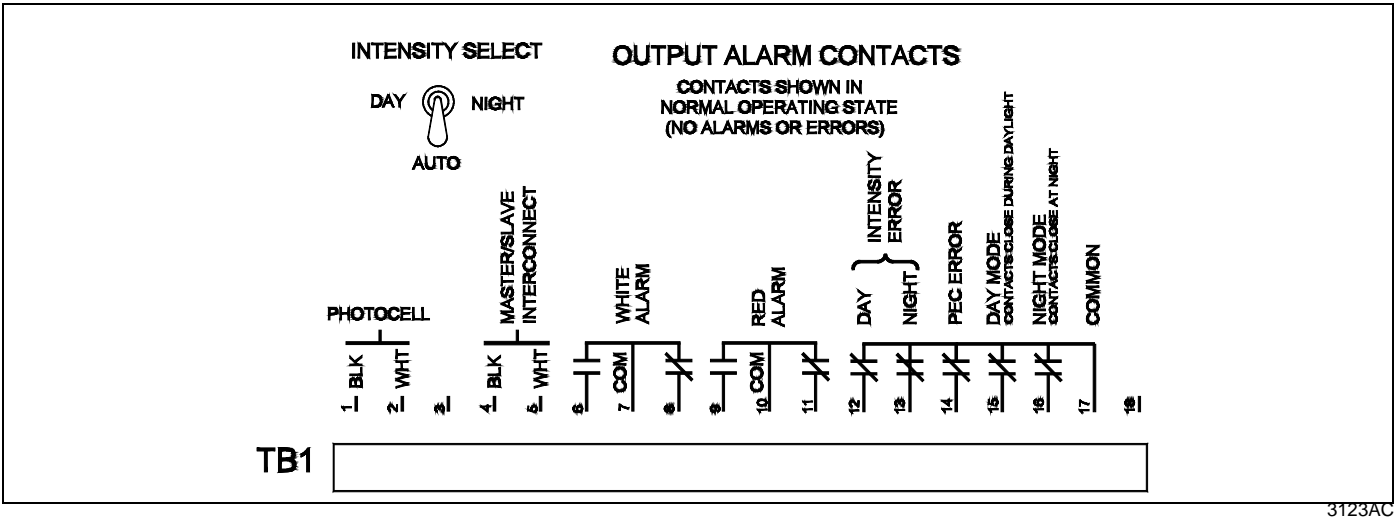 INTENSITY SELECT
DAY
NIGHT
AUTO
OUTPUT ALARM CONTACTS
CONTACTS SHOWN IN
NORMAL OPERATING STATE
(NO ALARMS OR ERRORS)
PHOTOCELL
BLK
WHT
MASTER/SLAVE
INTERCONNECT
BLK
WHT
WHITE
ALARM
COM
RED
ALARM
COM
INTENSITY
ERROR
DAY
NIGHT
PEC ERROR
DAY MODE
CONTACTS CLOSE DURING DAYLIGHT
NIGHT MODE
CONTACTS CLOSE AT NIGHT
COMMON
1
2
3
4
5
6
7
8
9
10
11
12
13
14
15
16
17
18
TB1
3123AC